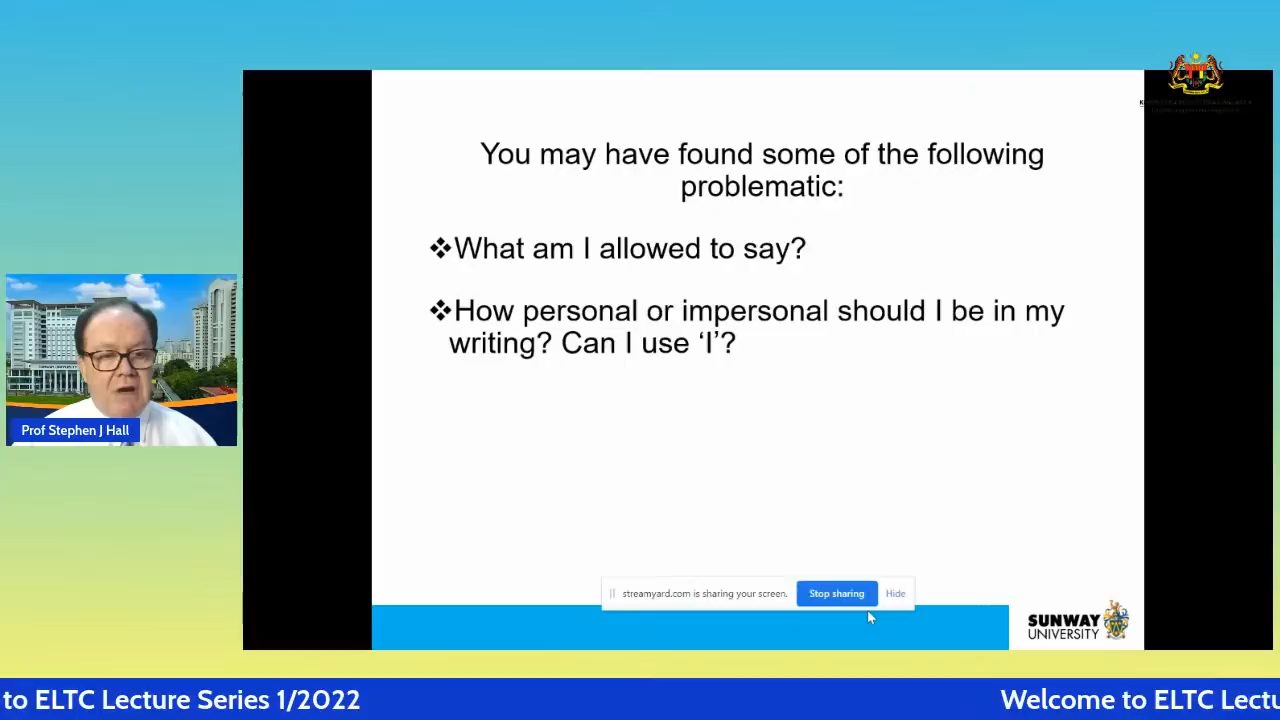 You may have found some of the following
problematic:
❖What am I allowed to say?
❖How personal or impersonal should I be in my
writing? Can I use ‘I’?
SUNWAY UNIVERSITY
Prof Stephen J Hall
streamyard.com is sharing your screen.
Stop sharing
Hide
SUNWAY
UNIVERSITY
to ELTC Lecture Series 1/2022
Welcome to ELTC Lectu